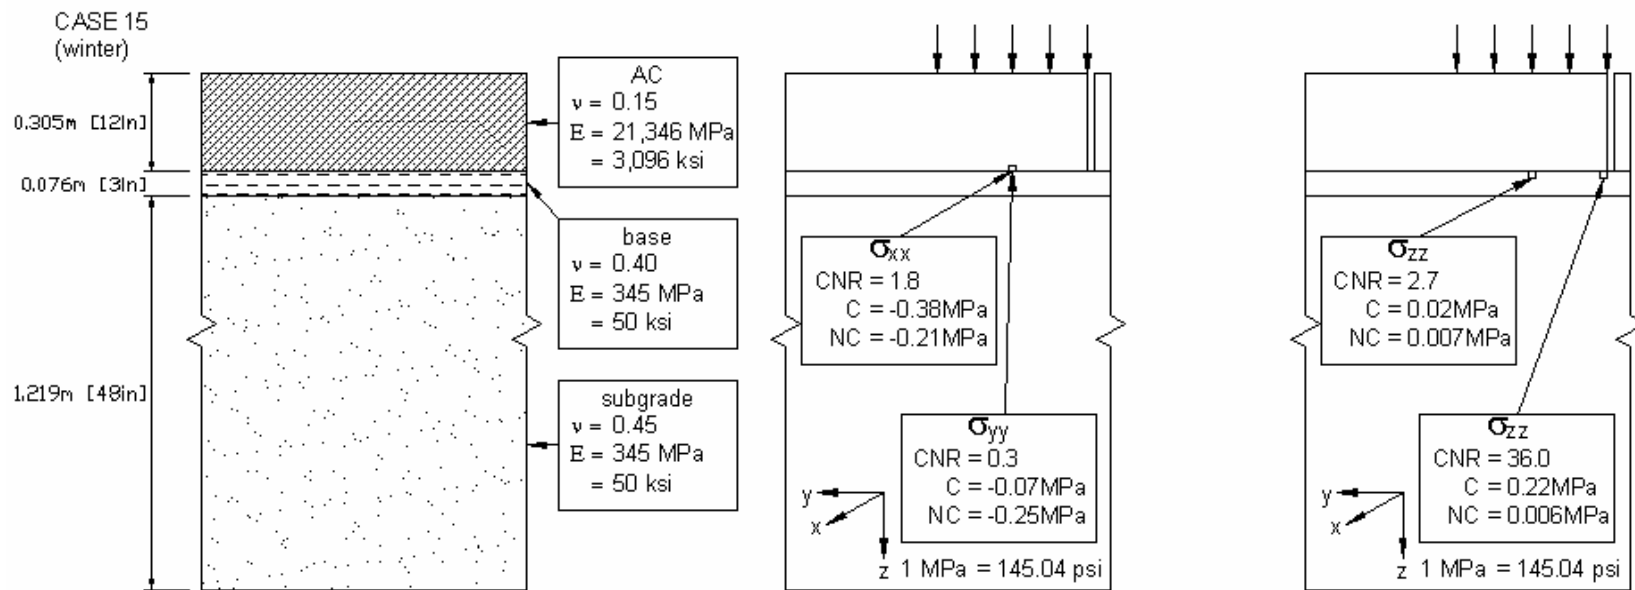 CASE 15
(winter)
0.305m [12in]
0.076m [3in]
1.219m [48in]
AC
ν = 0.15
E = 21,346 MPa
= 3,096 ksi
base
ν = 0.40
E = 345 MPa
= 50 ksi
subgrade
ν = 0.45
E = 345 MPa
= 50 ksi
σxx
CNR = 1.8
C = -0.38MPa
NC = -0.21MPa
σyy
CNR = 0.3
C = -0.07MPa
NC = -0.25MPa
y
x
z
1 MPa = 145.04 psi
σzz
CNR = 2.7
C = 0.02MPa
NC = 0.007MPa
σzz
CNR = 36.0
C = 0.22MPa
NC = 0.006MPa
y
x
z
1 MPa = 145.04 psi